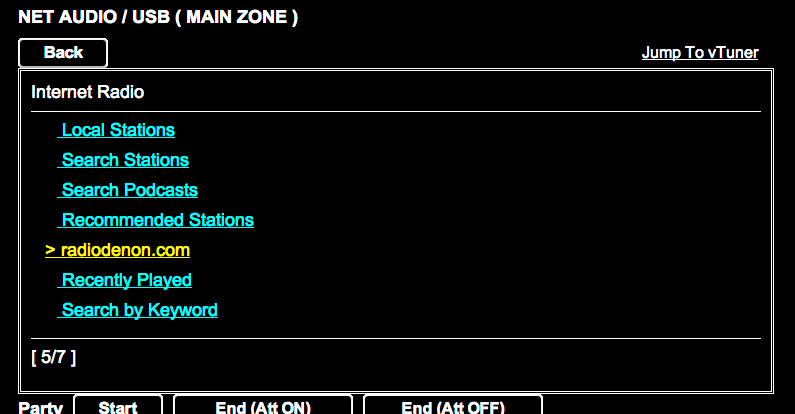 NET AUDIO / USB ( MAIN ZONE )
Back
Jump To vTuner
Internet Radio
Local Stations
Search Stations
Search Podcasts
Recommended Stations
> radiodenon.com
Recently Played
Search by Keyword
[ 5/7 ]
Party Start End (Att ON) End (Att OFF)